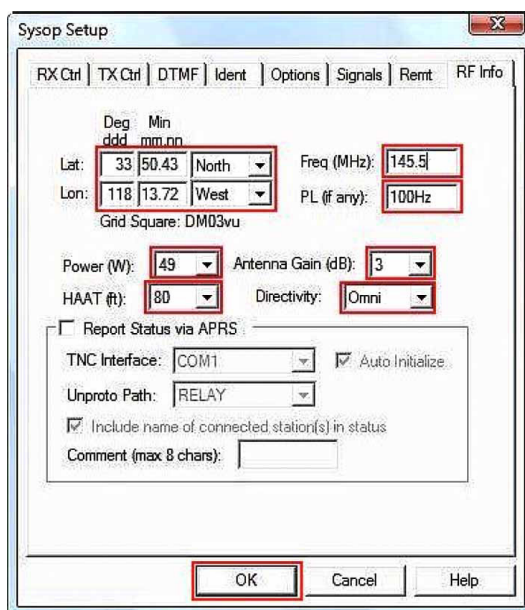 Sysop Setup
RX Ctrl TX Ctrl DTMF Ident Options Signals Remt RF Info
Deg Min
ddd mm.nn
Lat: 33 50.43 North Freq (MHz): 145.5
Lon: 118 13.72 West PL (if any): 100Hz
Grid Square: DM03vu
Power (W): 49 Antenna Gain (dB): 3
HAAT (ft): 80 Directivity: Omni
Report Status via APRS
TNC Interface: COM1 Auto Initialize
Unproto Path: RELAY
Include name of connected station(s) in status
Comment (max 8 chars):
OK Cancel Help